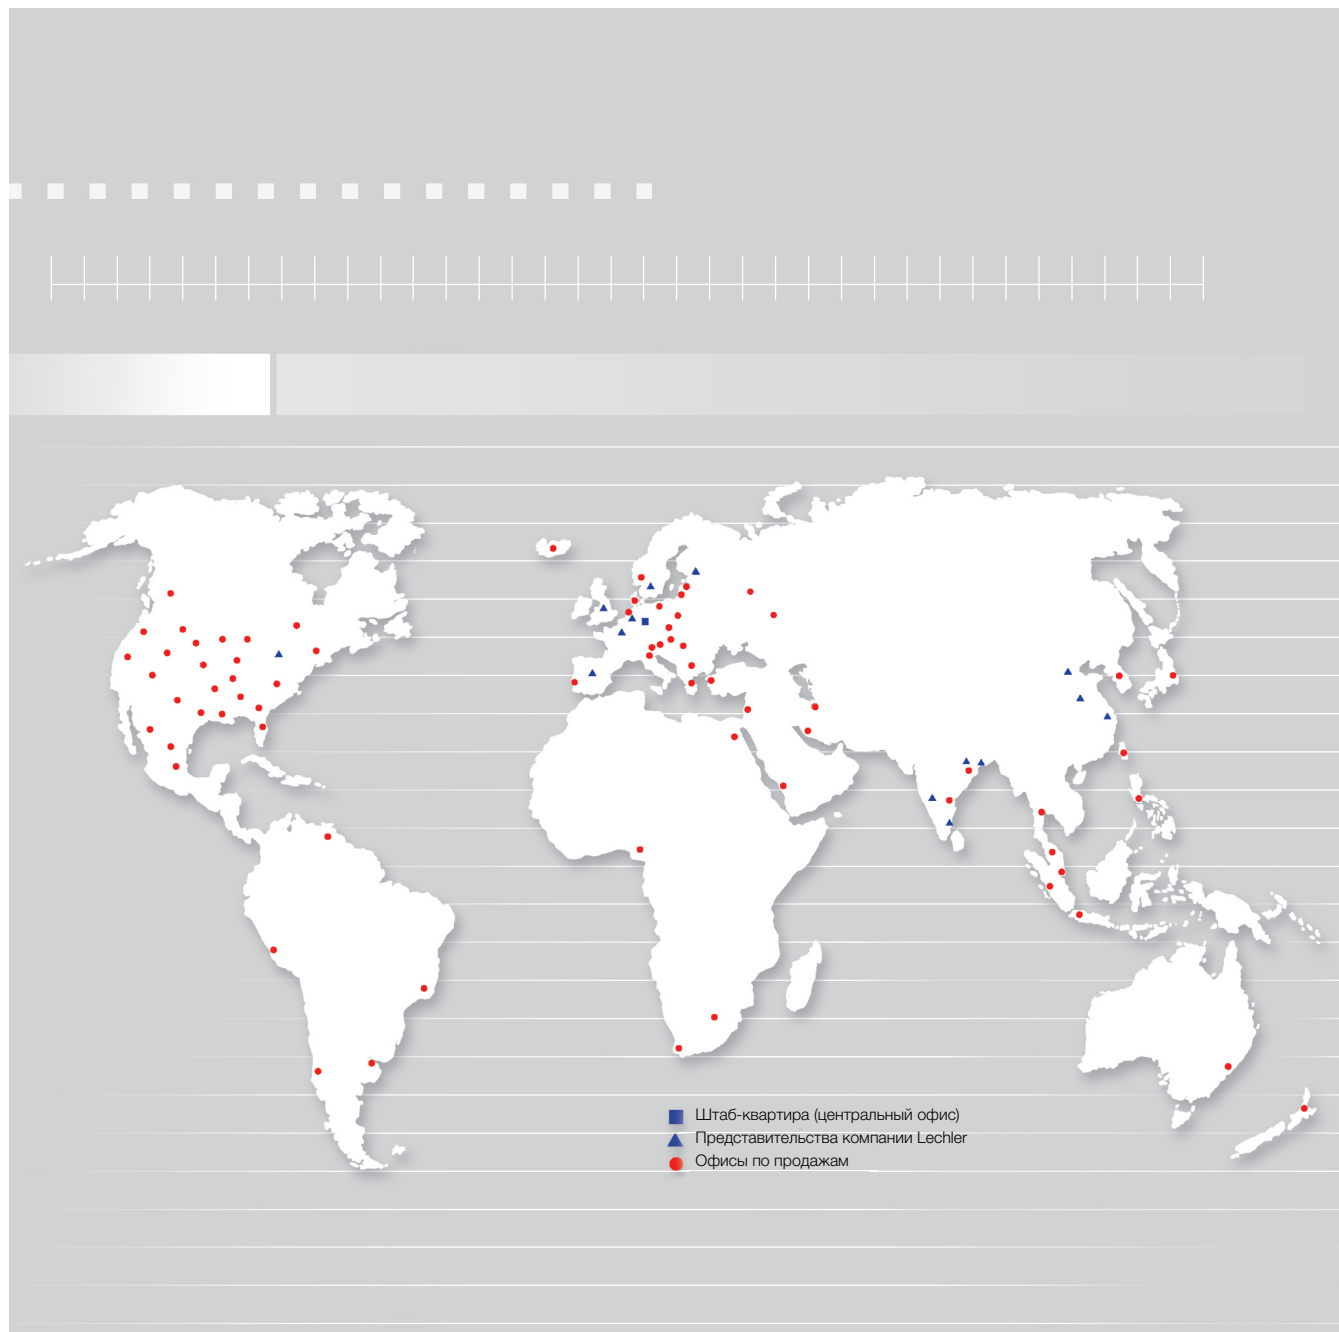 Штаб-квартира (центральный офис)
Представительства компании Lechler
Офисы по продажам